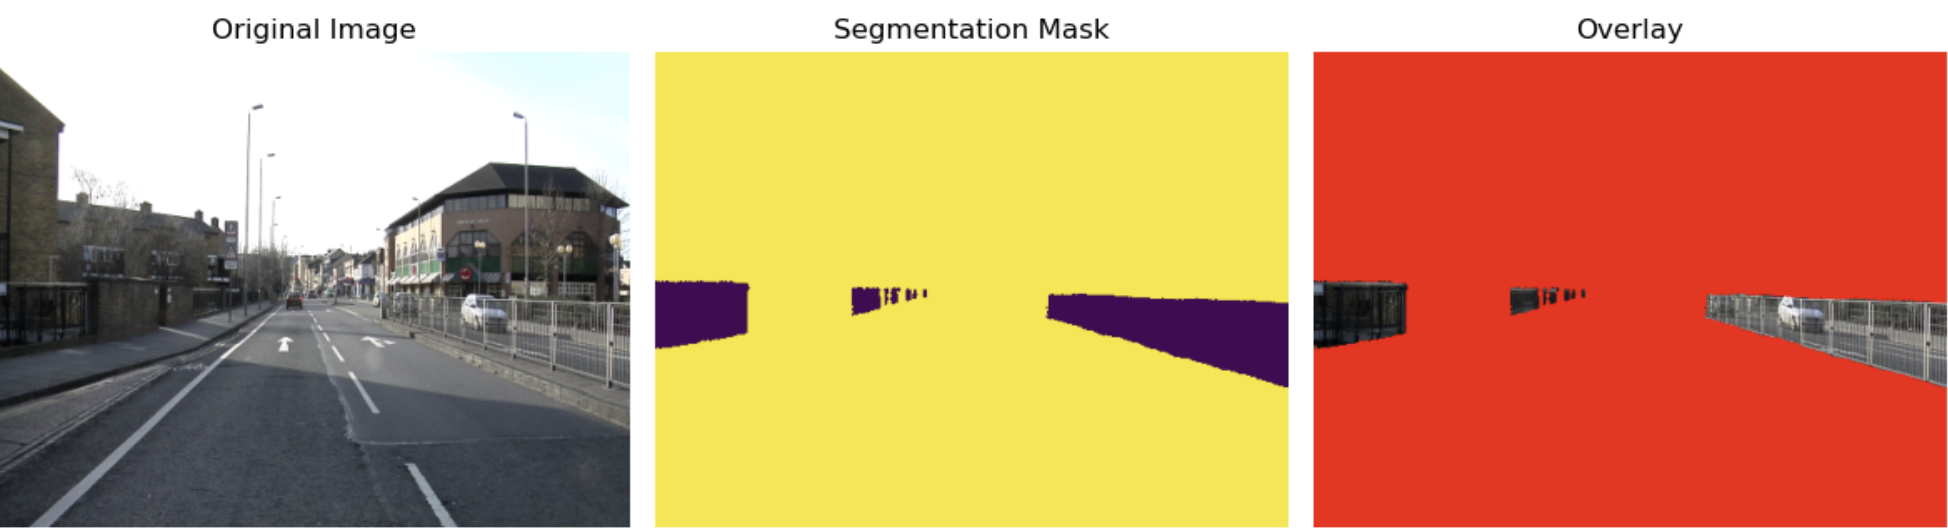 Original Image
Segmentation Mask
Overlay